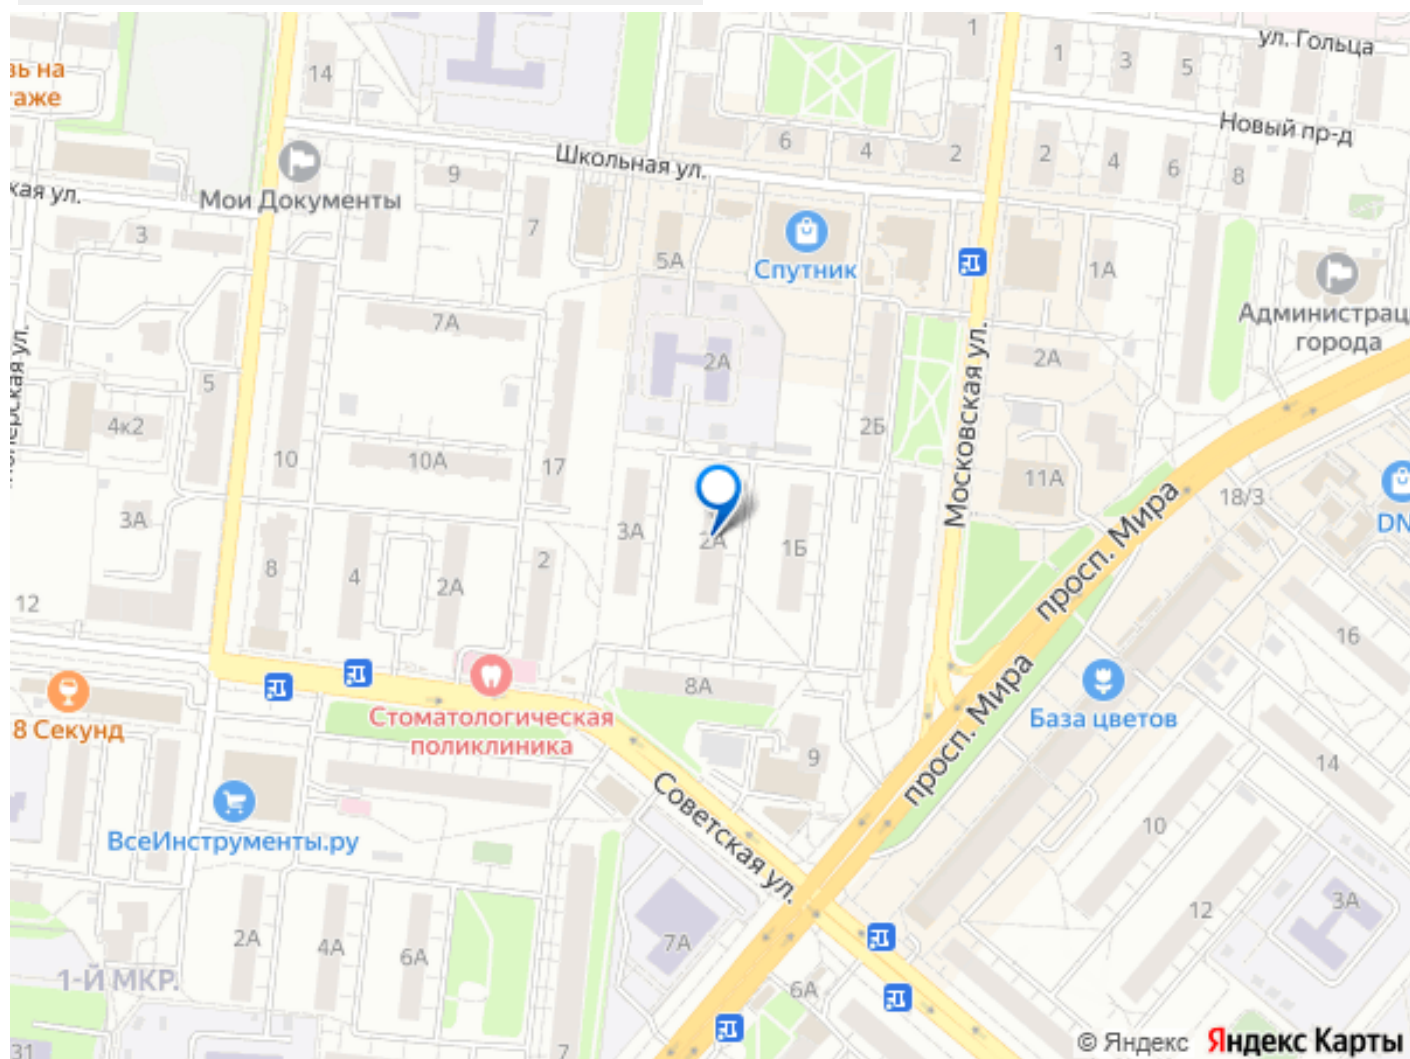 ул. Гольца
1
1
3
5
14
зь на
таже
Новый пр-д
6
4
2
2
4
6
8
Школьная ул.
9
Мои Документы
кая ул.
7
3
5А
Спутник
1А
Администрац
города
7А
2А
2А
Московская ул.
5
4к2
10
10А
17
2Б
11А
18/3
DN
3А
3А
2А
1Б
просп. Мира
8
4
2А
2
12
16
8А
просп. Мира
База цветов
8 Секунд
Стоматологическая
поликлиника
9
14
Советская ул.
ВсеИнструменты.ру
10
12
3А
2А
4А
6А
7А
1-Й МКР.
6А
31
7
© Яндекс Яндекс Карты